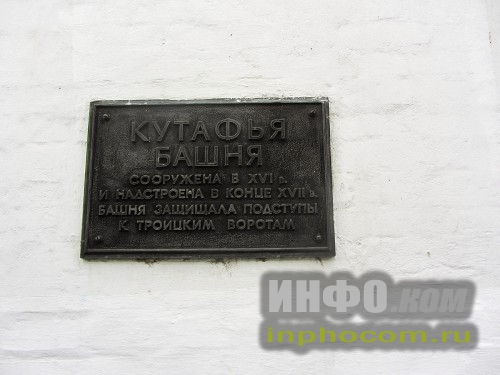 КУТАФЬЯ
БАШНЯ
СООРУЖЕНА В XVI в.
И НАДСТРОЕНА В КОНЦЕ XVII в.
БАШНЯ ЗАЩИЩАЛА ПОДСТУПЫ
К ТРОИЦКИМ ВОРОТАМ
ИНФО.ком
inphocom.ru